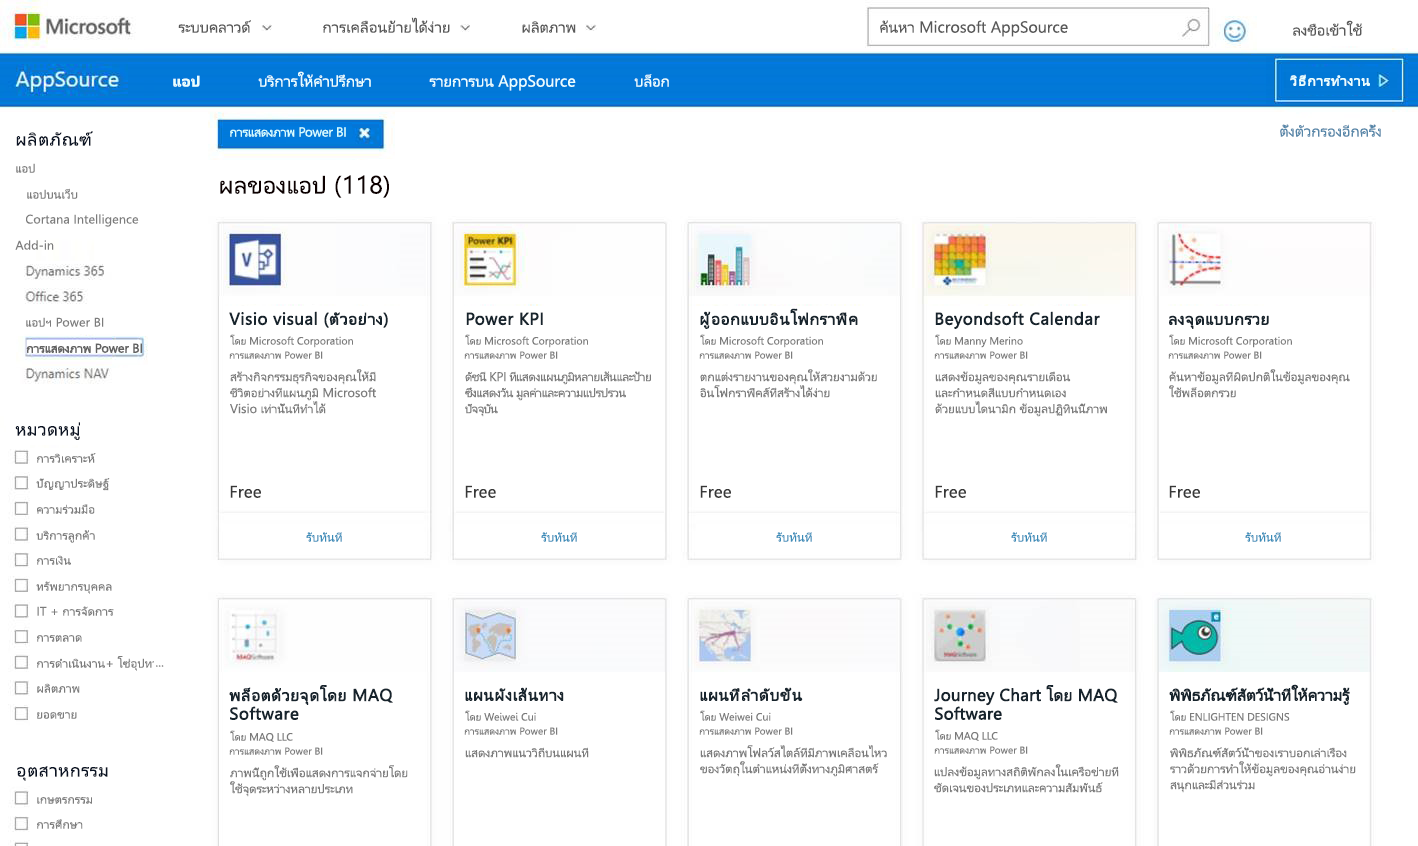 Microsoft
ระบบคลาวด์
การเคลื่อนย้ายได้ง่าย
ผลิตภาพ
ค้นหา Microsoft AppSource
ลงชื่อเข้าใช้
AppSource
แอป
บริการให้คำปรึกษา
รายการบน AppSource
บล็อก
วิธีการทำงาน
ผลิตภัณฑ์
แอป
แอปบนเว็บ
Cortana Intelligence
Add-in
Dynamics 365
Office 365
แอปฯ Power BI
การแสดงภาพ Power BI
Dynamics NAV
หมวดหมู่
การวิเคราะห์
ปัญญาประดิษฐ์
ความร่วมมือ
บริการลูกค้า
การเงิน
ทรัพยากรบุคคล
IT + การจัดการ
การตลาด
การดำเนินงาน+ โซ่อุปท...
ผลิตภาพ
ยอดขาย
อุตสาหกรรม
เกษตรกรรม
การศึกษา
การแสดงภาพ Power BI
ตั้งตัวกรองอีกครั้ง
ผลของแอป (118)
Visio visual (ตัวอย่าง)
โดย Microsoft Corporation
การแสดงภาพ Power BI
สร้างกิจกรรมธุรกิจของคุณให้มี
ชีวิตอย่างที่แผนภูมิ Microsoft
Visio เท่านั้นที่ทำได้
Free
รับทันที
Power KPI
Power KPI
โดย Microsoft Corporation
การแสดงภาพ Power BI
ดัชนี KPI ที่แสดงแผนภูมิหลายเส้นและป้าย
ซึ่งแสดงวัน มูลค่าและความแปรปรวน
ปัจจุบัน
Free
รับทันที
ผู้ออกแบบอินโฟกราฟิค
โดย Microsoft Corporation
การแสดงภาพ Power BI
ตกแต่งรายงานของคุณให้สวยงามด้วย
อินโฟกราฟิคส์ที่สร้างได้ง่าย
Free
รับทันที
Beyondsoft Calendar
โดย Manny Merino
การแสดงภาพ Power BI
แสดงข้อมูลของคุณรายเดือน
และกำหนดสีแบบกำหนดเอง
ด้วยแบบไดนามิก ข้อมูลปฏิทินนี้ภาพ
Free
รับทันที
ลงจุดแบบกรวย
โดย Microsoft Corporation
การแสดงภาพ Power BI
ค้นหาข้อมูลที่ผิดปกติในข้อมูลของคุณ
ใช้พล็อตกรวย
Free
รับทันที
MAQSoftware
พล็อตด้วยจุดโดย MAQ
Software
โดย MAQ LLC
การแสดงภาพ Power BI
ภาพนี้ถูกใช้เพื่อแสดงการแจกจ่ายโดย
ใช้จุดระหว่างหลายประเภท
แผนผังเส้นทาง
โดย Weiwei Cui
การแสดงภาพ Power BI
แสดงภาพแนววิถีบนแผนที่
แผนที่ลำดับชั้น
โดย Weiwei Cui
การแสดงภาพ Power BI
แสดงภาพโฟลว์สไตล์ที่มีภาพเคลื่อนไหว
ของวัตถุในตำแหน่งที่ตั้งทางภูมิศาสตร์
MAQSoftware
Journey Chart โดย MAQ
Software
โดย MAQ LLC
การแสดงภาพ Power BI
แปลงข้อมูลทางสถิติพักลงในเครือข่ายที่
ชัดเจนของประเภทและความสัมพันธ์
พิพิธภัณฑ์สัตว์น้ำที่ให้ความรู้
โดย ENLIGHTEN DESIGNS
การแสดงภาพ Power BI
พิพิธภัณฑ์สัตว์น้ำของเราบอกเล่าเรื่อง
ราวด้วยการทำให้ข้อมูลของคุณอ่านง่าย
สนุกและมีส่วนร่วม